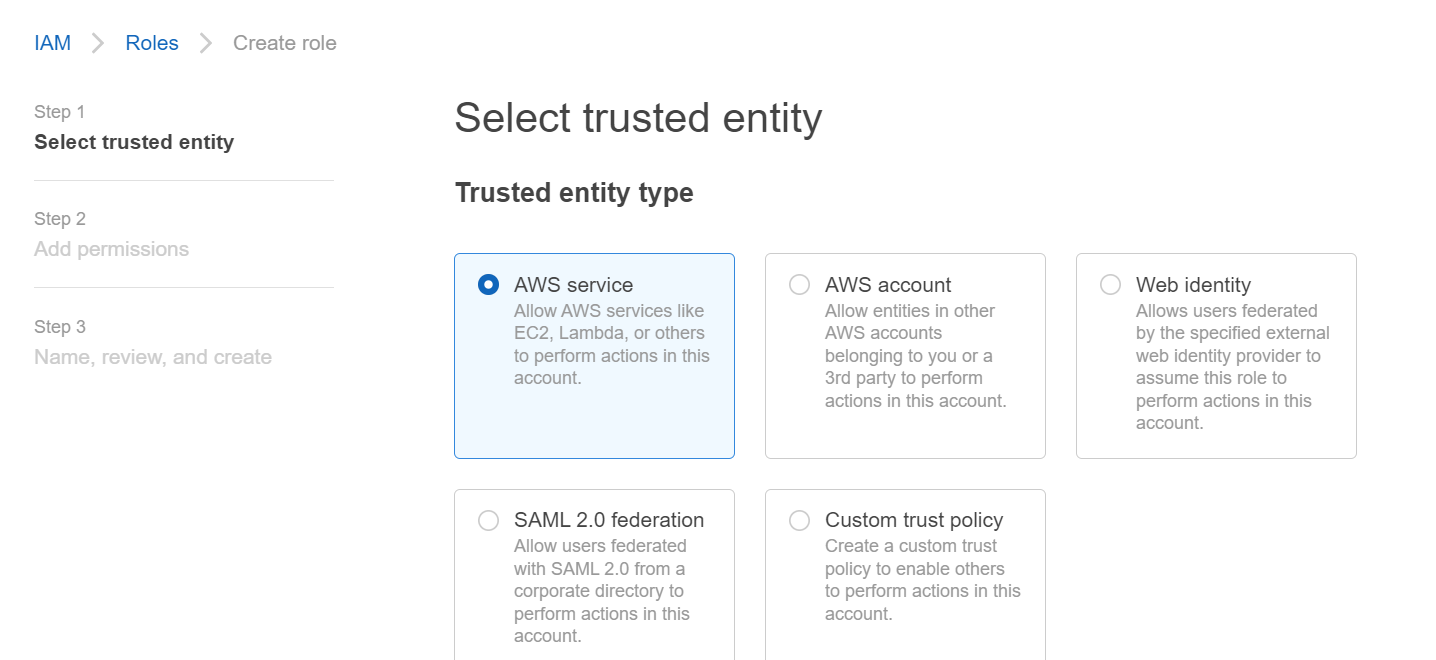 IAM > Roles > Create role
Step 1
Select trusted entity
Step 2
Add permissions
Step 3
Name, review, and create
Select trusted entity
Trusted entity type
AWS service
Allow AWS services like
EC2, Lambda, or others
to perform actions in this
account.
AWS account
Allow entities in other
AWS accounts
belonging to you or a
3rd party to perform
actions in this account.
Web identity
Allows users federated
by the specified external
web identity provider to
assume this role to
perform actions in this
account.
SAML 2.0 federation
Allow users federated
with SAML 2.0 from a
corporate directory to
perform actions in this
account.
Custom trust policy
Create a custom trust
policy to enable others
to perform actions in this
account.